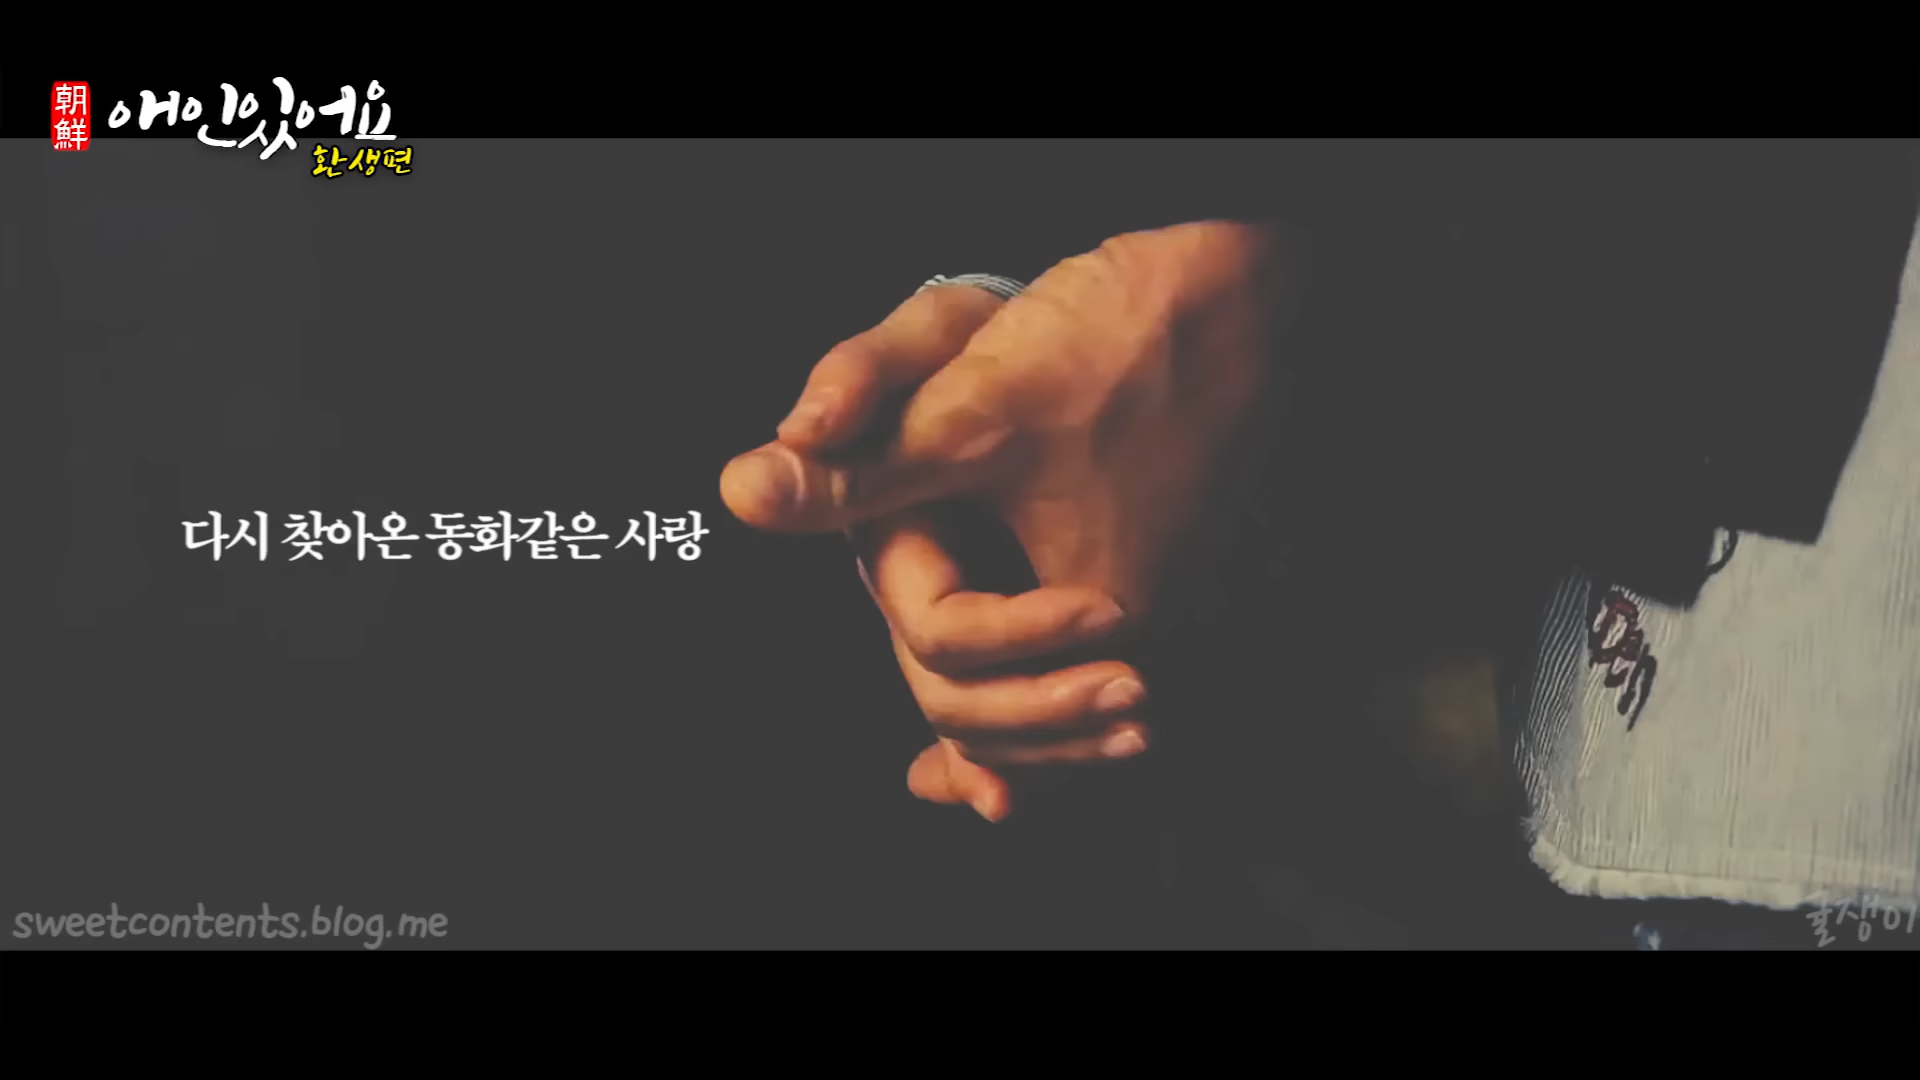 朝鮮
애인있어요
환생편
다시 찾아온 동화같은 사랑
sweetcontents.blog.me
귤쟁이